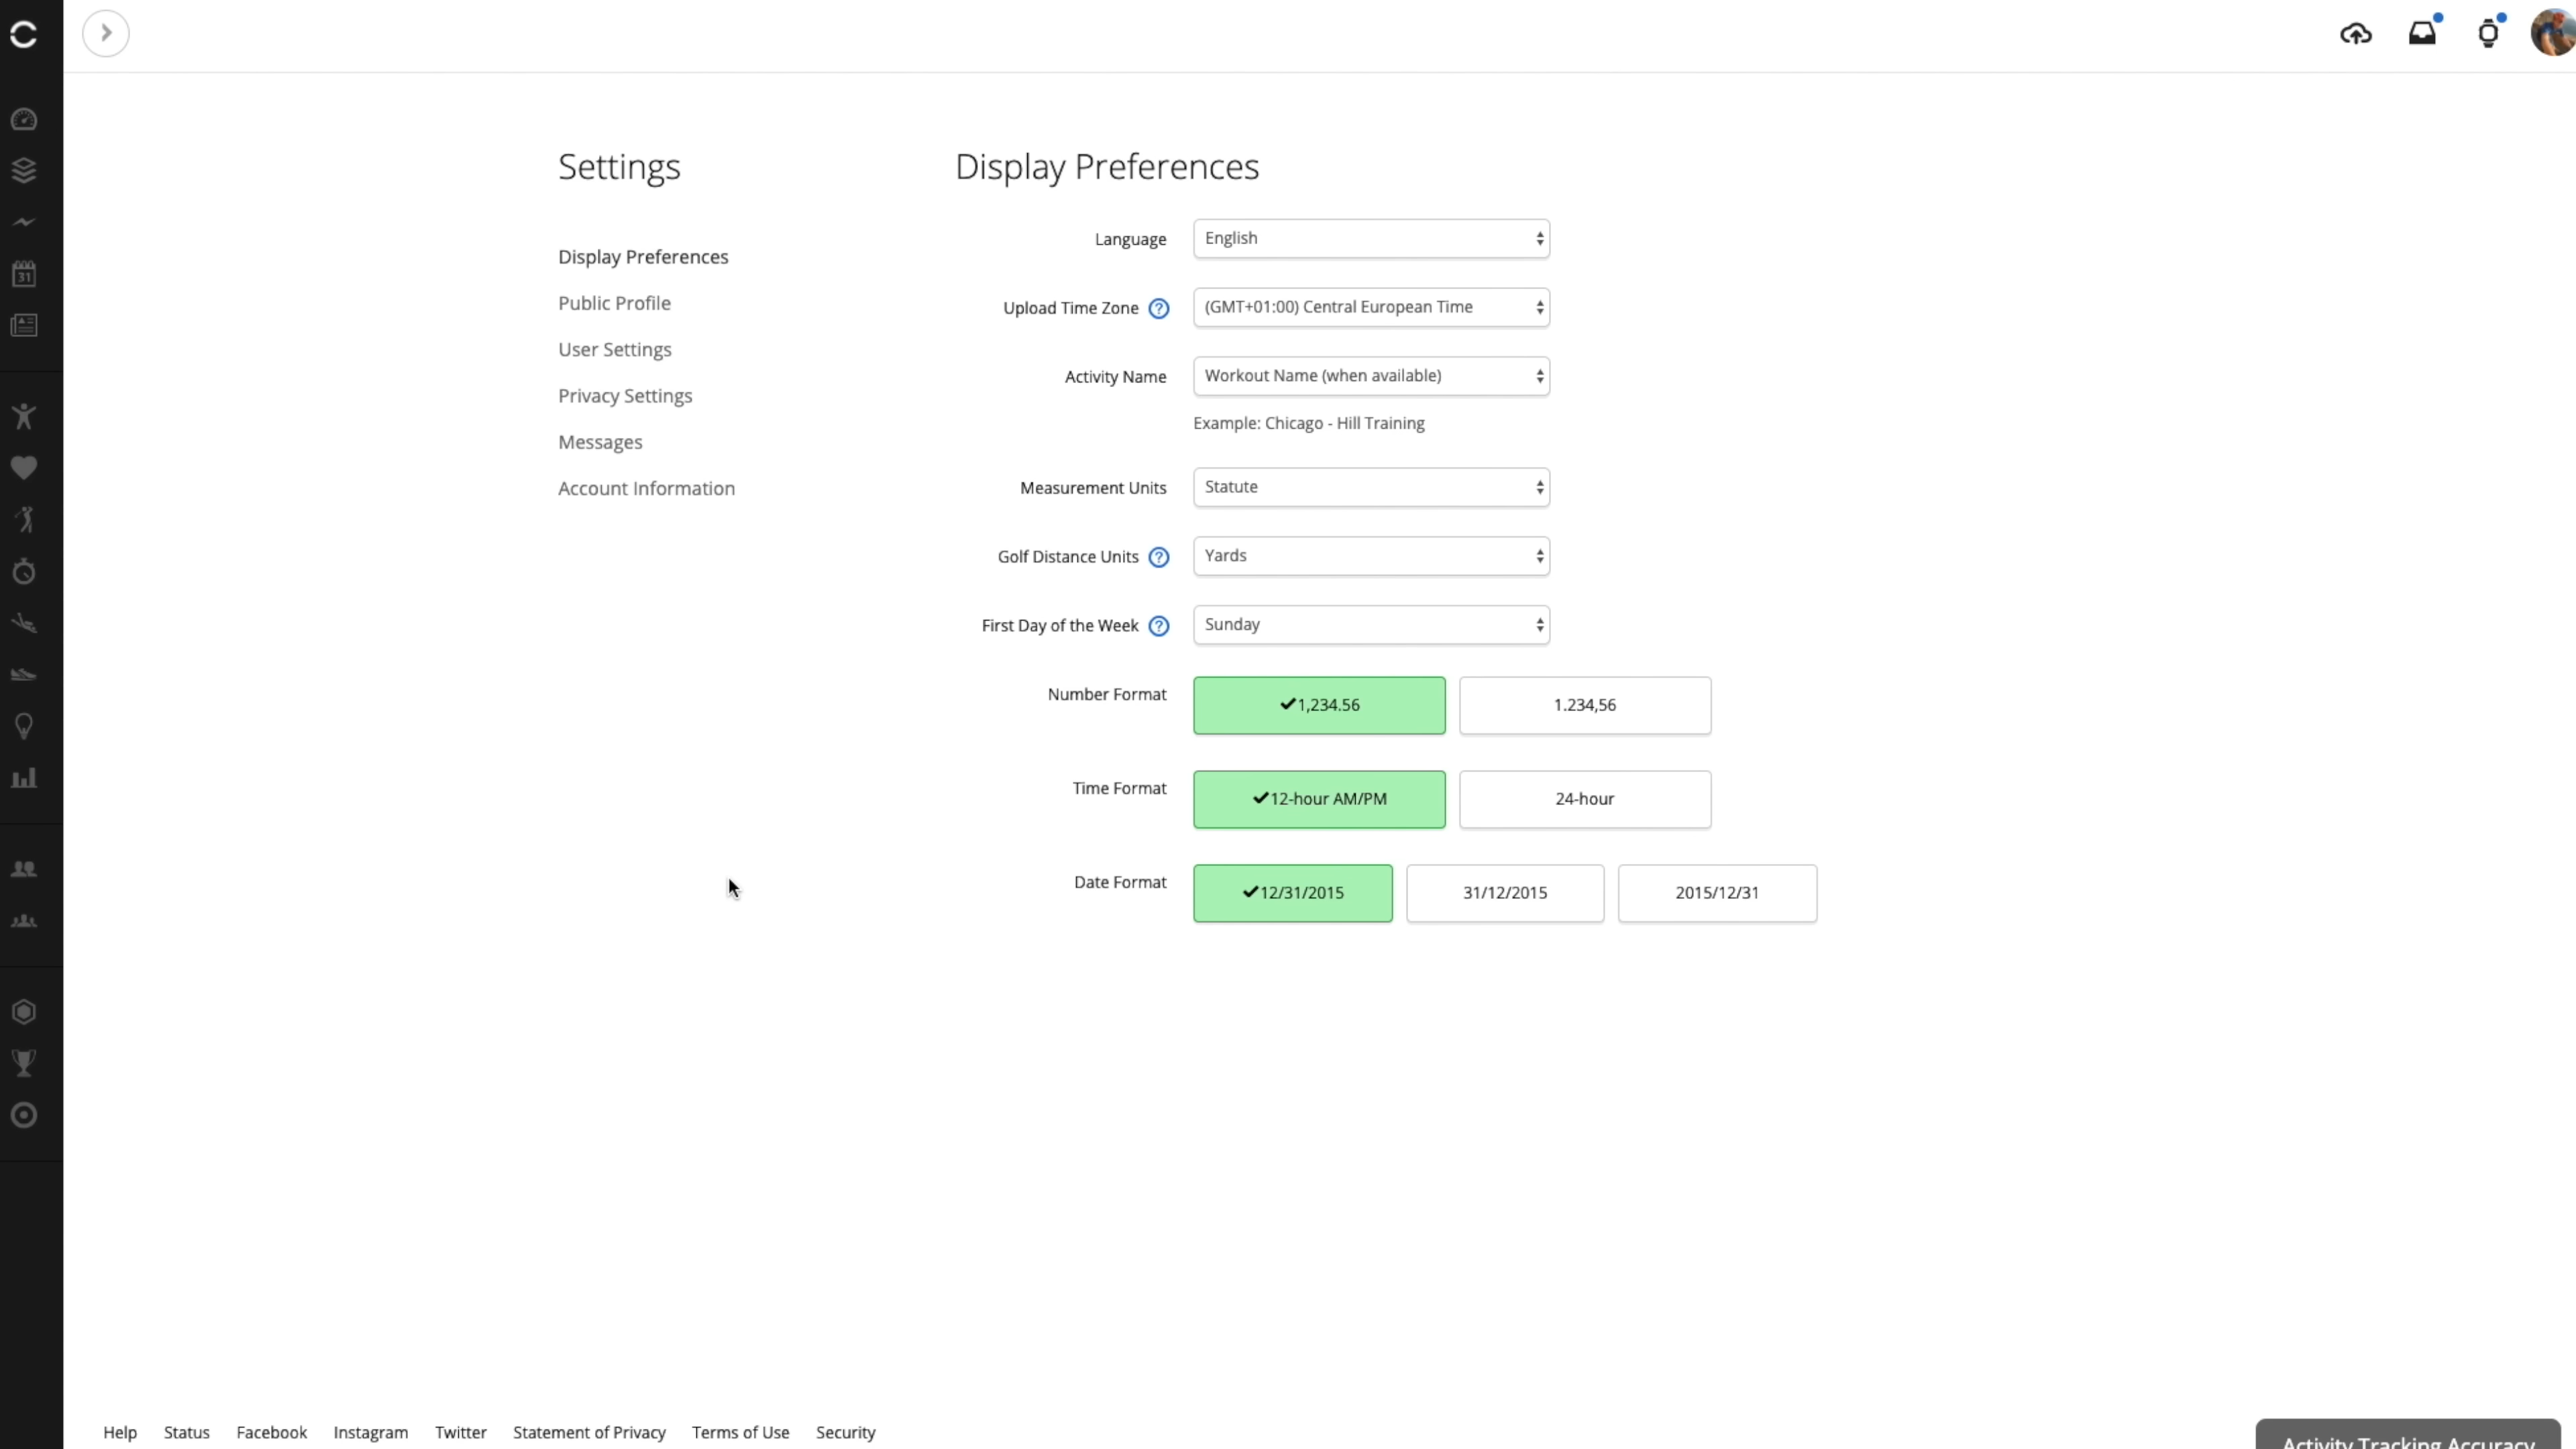 Settings
Display Preferences
Public Profile
User Settings
Privacy Settings
Messages
Account Information
Display Preferences
Language English
Upload Time Zone ? (GMT+01:00) Central European Time
Activity Name Workout Name (when available)
Example: Chicago - Hill Training
Measurement Units Statute
Golf Distance Units ? Yards
First Day of the Week ? Sunday
Number Format 1,234.56 1.234,56
Time Format 12-hour AM/PM 24-hour
Date Format 12/31/2015 31/12/2015 2015/12/31
31
Help Status Facebook Instagram Twitter Statement of Privacy Terms of Use Security
Activity Tracking Accuracy